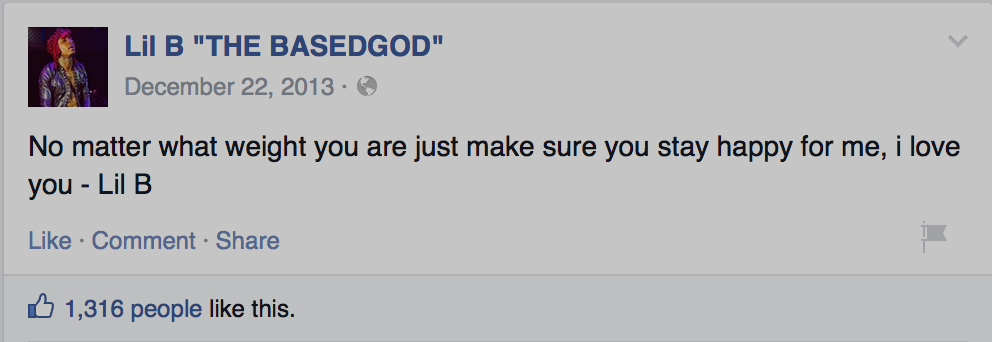 Lil B "THE BASEDGOD"
December 22, 2013 ·
No matter what weight you are just make sure you stay happy for me, i love
you - Lil B
Like · Comment · Share
1,316 people like this.